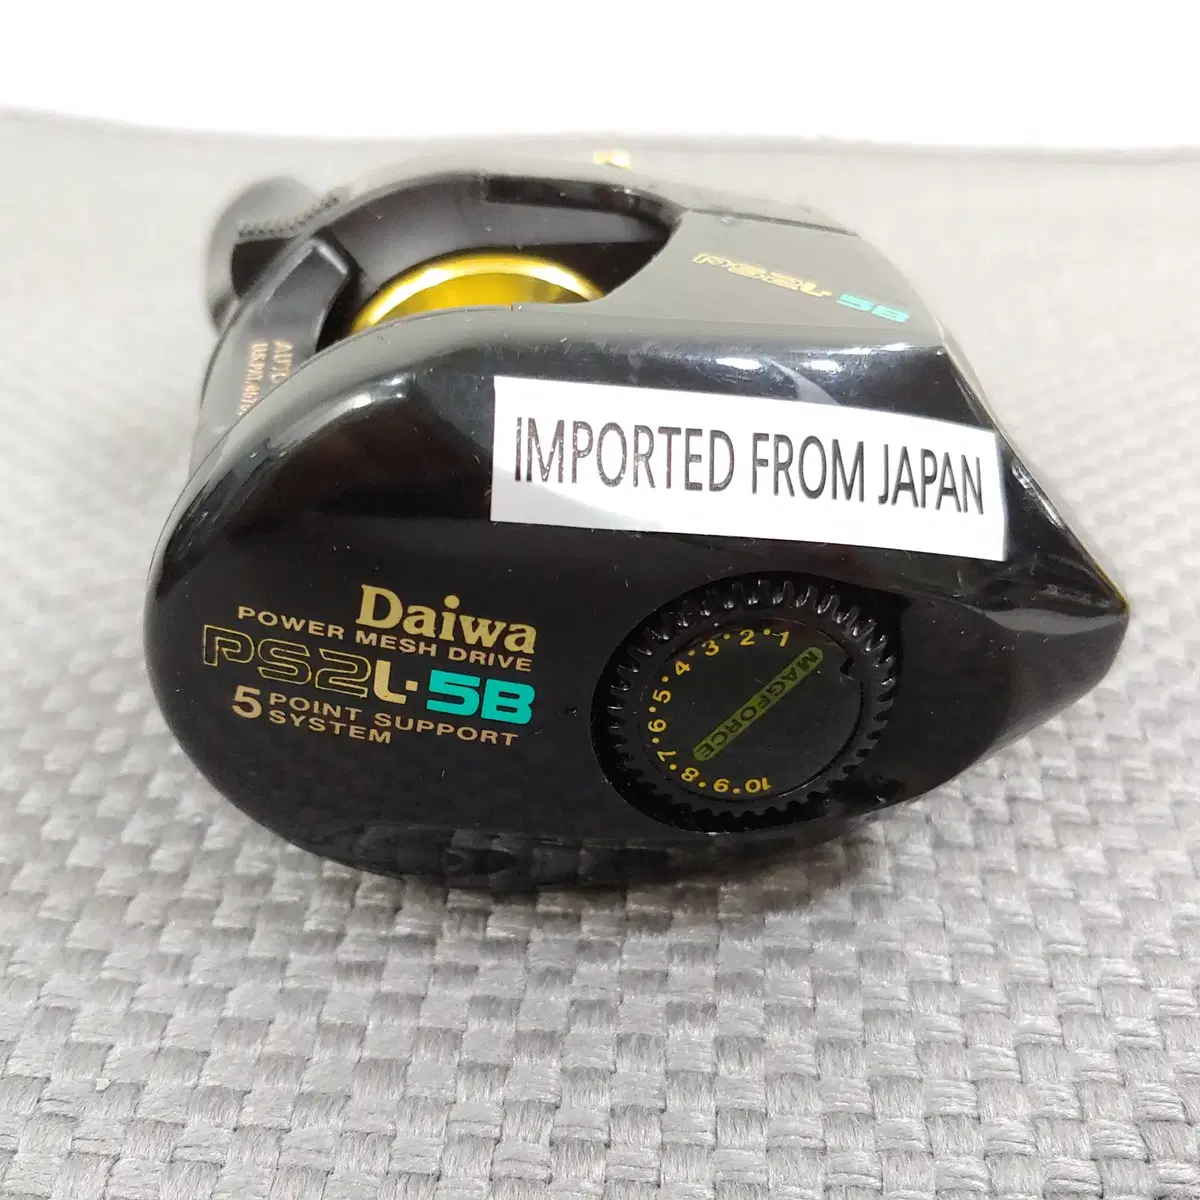 PS2L·5B
AUTO
IMPORTED FROM JAPAN
Daiwa
POWER MESH DRIVE
PS2L·5B
5 POINT SUPPORT
SYSTEM
1·2·3·4·5·6·7·8·9·10
MAGFORCE